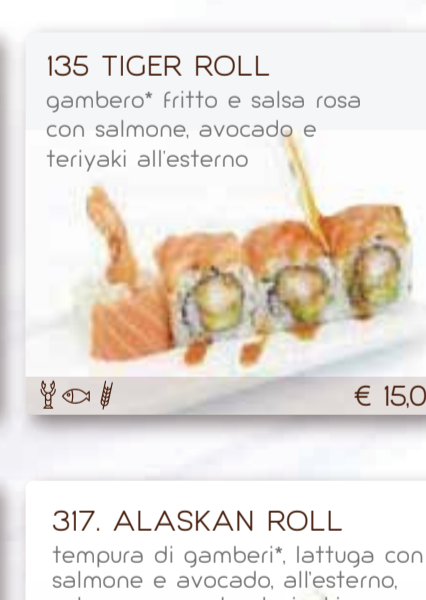 135 TIGER ROLL
gambero* fritto e salsa rosa
con salmone, avocado e
teriyaki all'esterno
€ 15,0
317. ALASKAN ROLL
tempura di gamberi*, lattuga con
salmone e avocado, all'esterno,